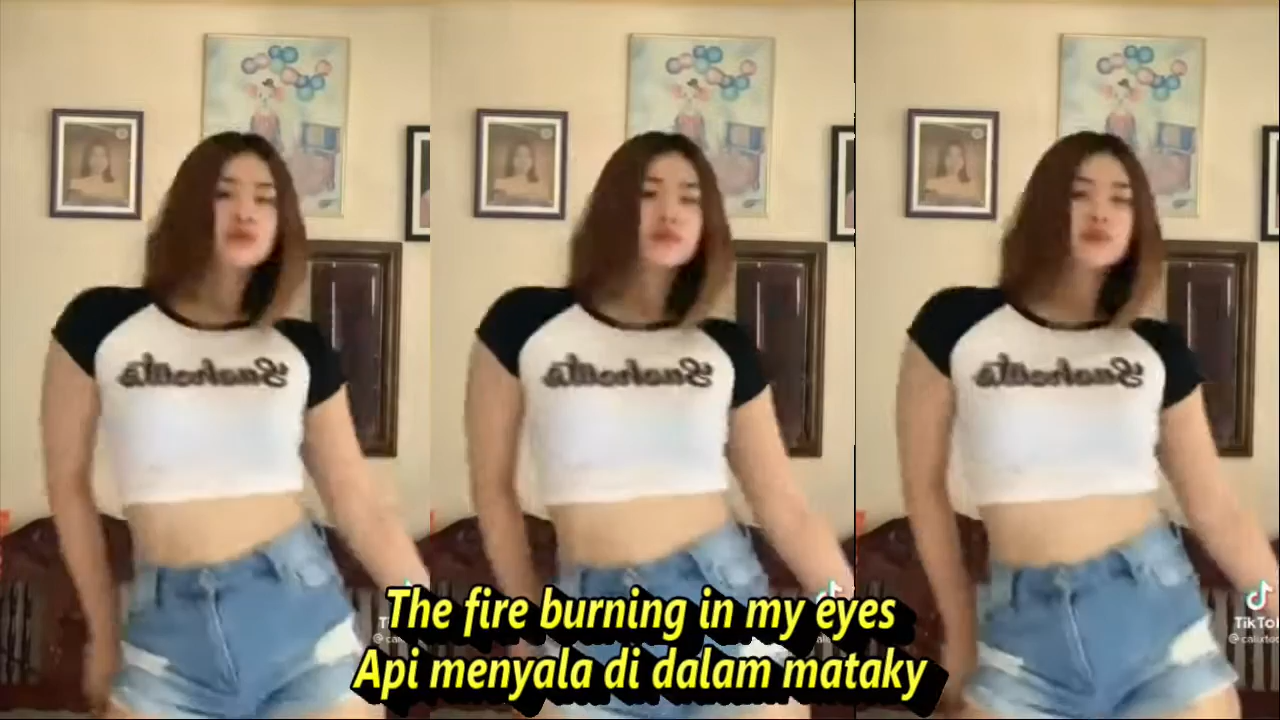 The fire burning in my eyes
Api menyala di dalam mataky
TikTok